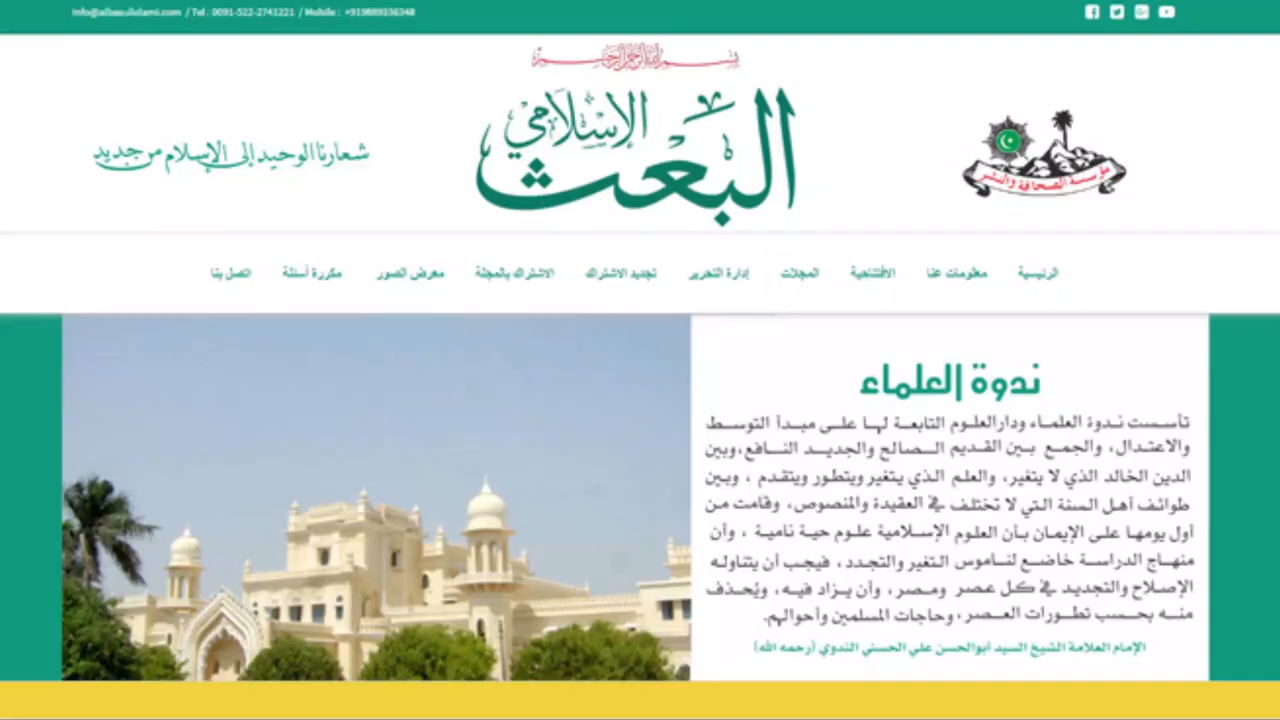 info@albasulislami.com / Tel : 0091-522-2741221 / Mobile : +919889336348
بسم الله الرحمن الرحيم
البعث الإسلامي
شعارنا الوحيد إلى الإسلام من جديد
مؤسسة الصحافة والنشر
الرئيسية معلومات عنا الافتتاحية المجلات إدارة التحرير تجديد الاشتراك الاشتراك بالمجلة معرض الصور مكررة أسئلة اتصل بنا
ندوة العلماء
تأسست ندوة العلماء ودارالعلوم التابعة لها على مبدأ التوسط
والاعتدال، والجمع بين القديم الصالح والجديد النافع،وبين
الدين الخالد الذي لا يتغير، والعلم الذي يتغير ويتطور ويتقدم ، وبين
طوائف أهل السنة التي لا تختلف في العقيدة والمنصوص، وقامت من
أول يومها على الإيمان بأن العلوم الإسلامية علوم حية نامية ، وأن
منهاج الدراسة خاضع لناموس التغير والتجدد ، فيجب أن يتناوله
الإصلاح والتجديد في كل عصر ومصر، وأن يزاد فيه، ويُحذف
منه بحسب تطورات العصر، وحاجات المسلمين وأحوالهم.
الإمام العلامة الشيخ السيد ابوالحسن علي الحسني الندوي (رحمه الله)